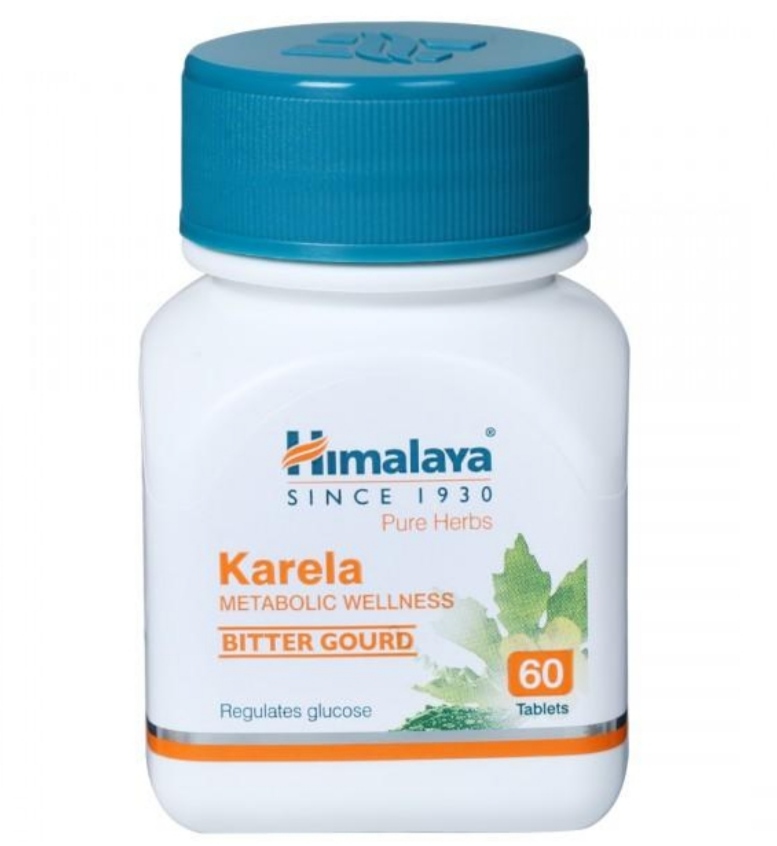 Himalaya®
SINCE 1930
Pure Herbs
Karela
METABOLIC WELLNESS
BITTER GOURD
60
Regulates glucose
Tablets